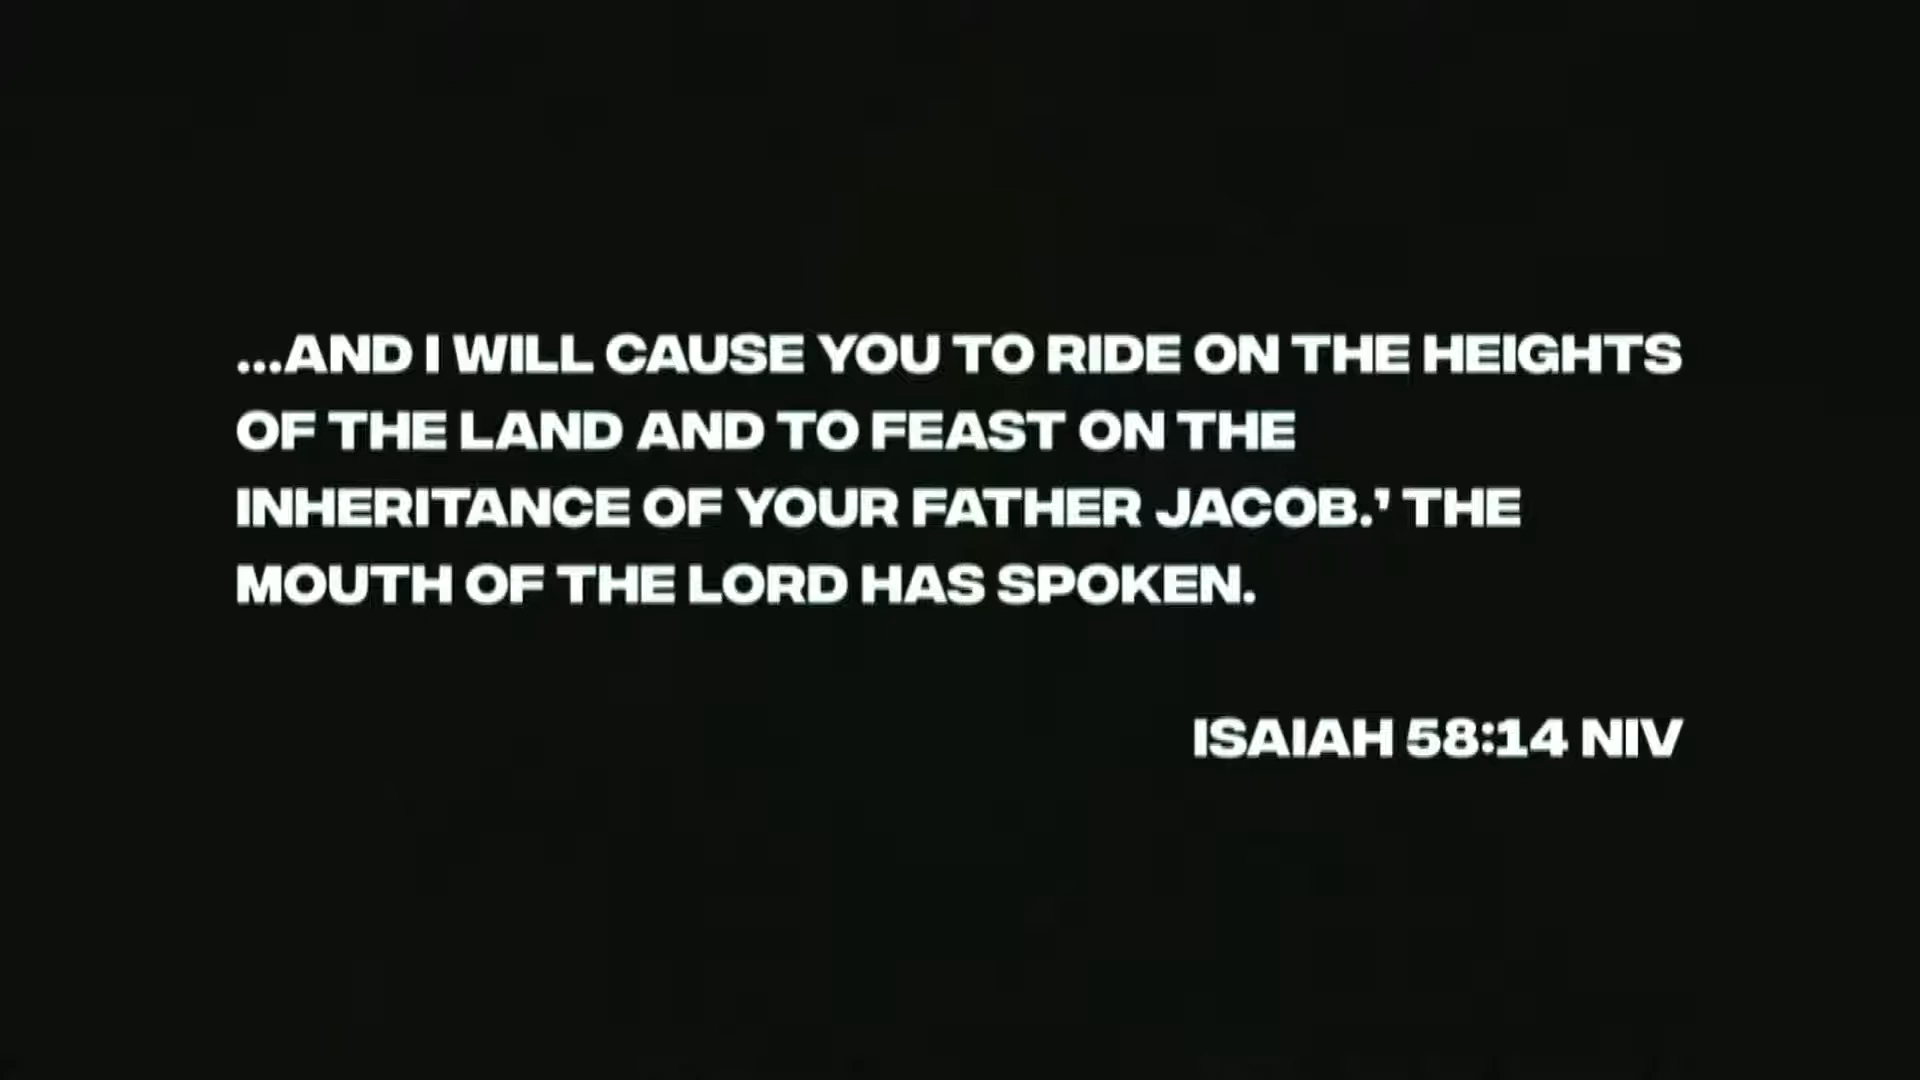 ...AND I WILL CAUSE YOU TO RIDE ON THE HEIGHTS
OF THE LAND AND TO FEAST ON THE
INHERITANCE OF YOUR FATHER JACOB.’ THE
MOUTH OF THE LORD HAS SPOKEN.
ISAIAH 58:14 NIV